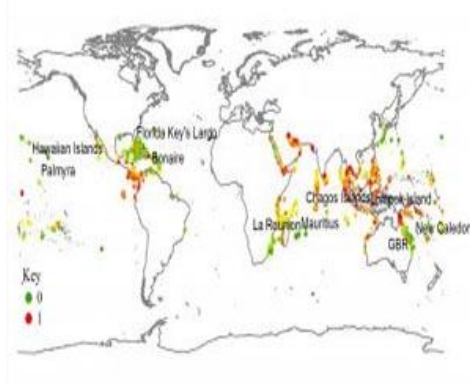 Florida Key's Largo
Hawaiian Islands
Bonaire
Palmyra
Chagos Islands
La Reunion
Mauritius
New Caledon
GBR
Key
0
1